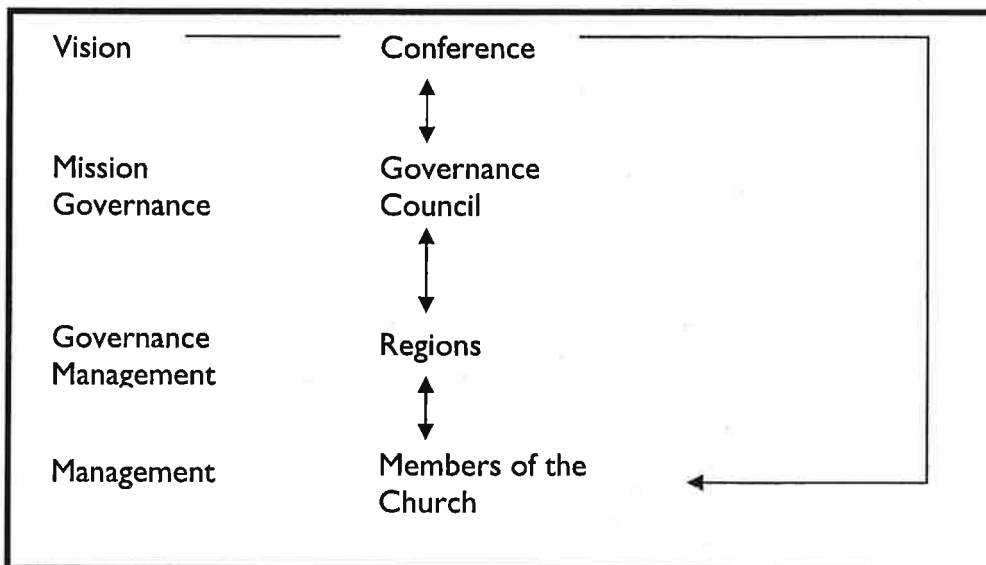 Vision Conference
Mission Governance
Governance Council
Governance Regions
Management
Management Members of the
Church